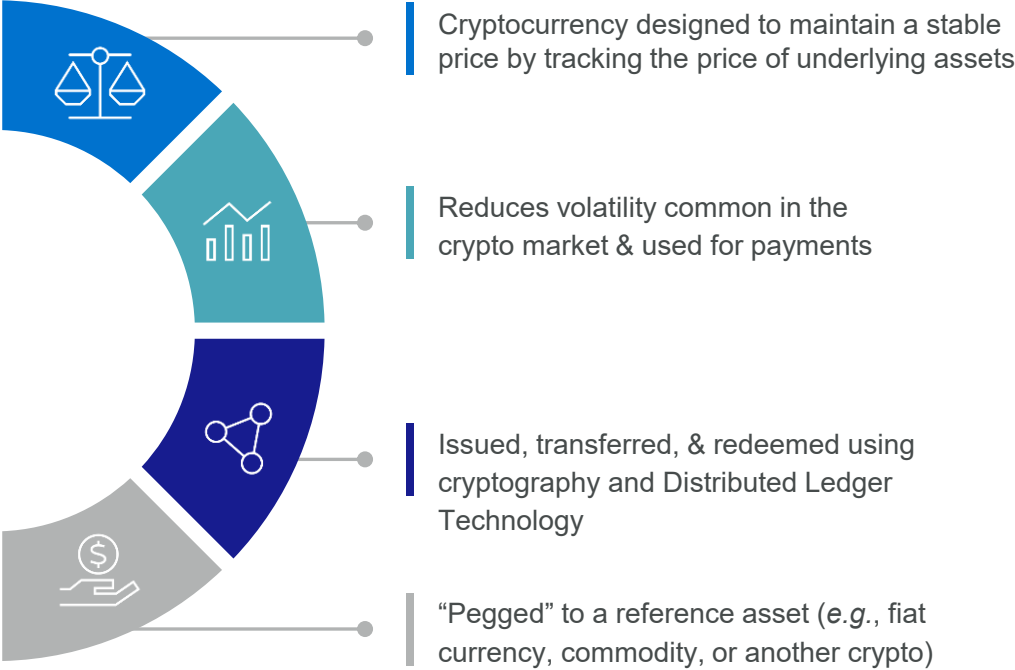 Cryptocurrency designed to maintain a stable
price by tracking the price of underlying assets
Reduces volatility common in the
crypto market & used for payments
Issued, transferred, & redeemed using
cryptography and Distributed Ledger
Technology
$
“Pegged” to a reference asset (e.g., fiat
currency, commodity, or another crypto)